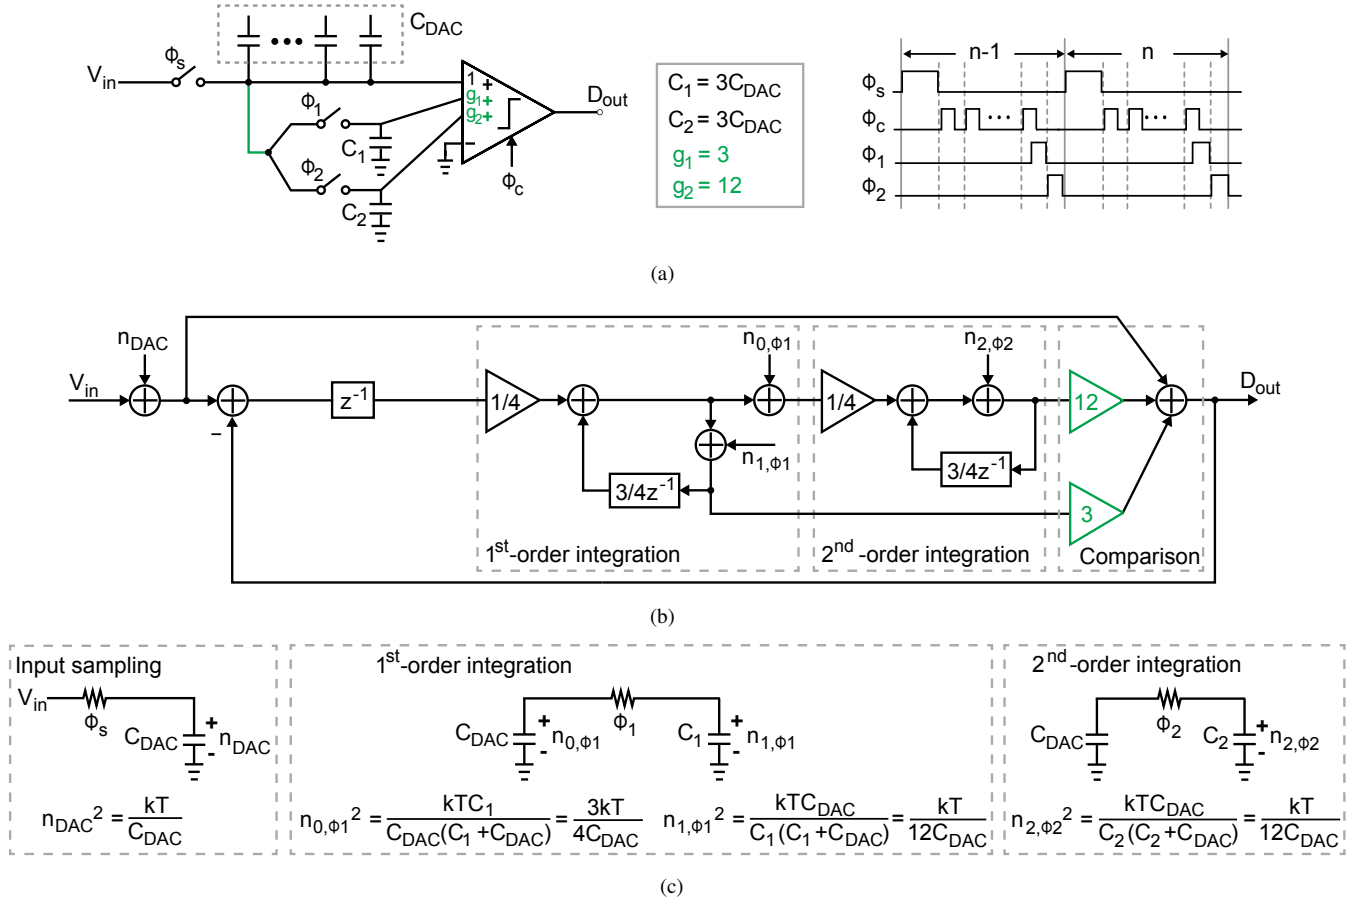 C_DAC
Φ_s
V_in
Φ_1
C_1
Φ_2
C_2
1 +
g_1+
g_2+
−
D_out
Φ_c
C_1 = 3C_DAC
C_2 = 3C_DAC
g_1 = 3
g_2 = 12
n-1 n
Φ_s
Φ_c
Φ_1
Φ_2
(a)
n_DAC
V_in
−
z^-1
1/4
3/4z^-1
n_0,Φ1
n_1,Φ1
1^st-order integration
1/4
n_2,Φ2
3/4z^-1
2^nd-order integration
12
3
Comparison
D_out
(b)
Input sampling
V_in
Φ_s
C_DAC
+
-
n_DAC
n_DAC^2 = kT / C_DAC
1^st-order integration
C_DAC
+
-
n_0,Φ1
Φ_1
C_1
+
-
n_1,Φ1
n_0,Φ1^2 = kTC_1 / C_DAC(C_1+C_DAC) = 3kT / 4C_DAC
n_1,Φ1^2 = kTC_DAC / C_1(C_1+C_DAC) = kT / 12C_DAC
2^nd-order integration
C_DAC
Φ_2
C_2
+
-
n_2,Φ2
n_2,Φ2^2 = kTC_DAC / C_2(C_2+C_DAC) = kT / 12C_DAC
(c)